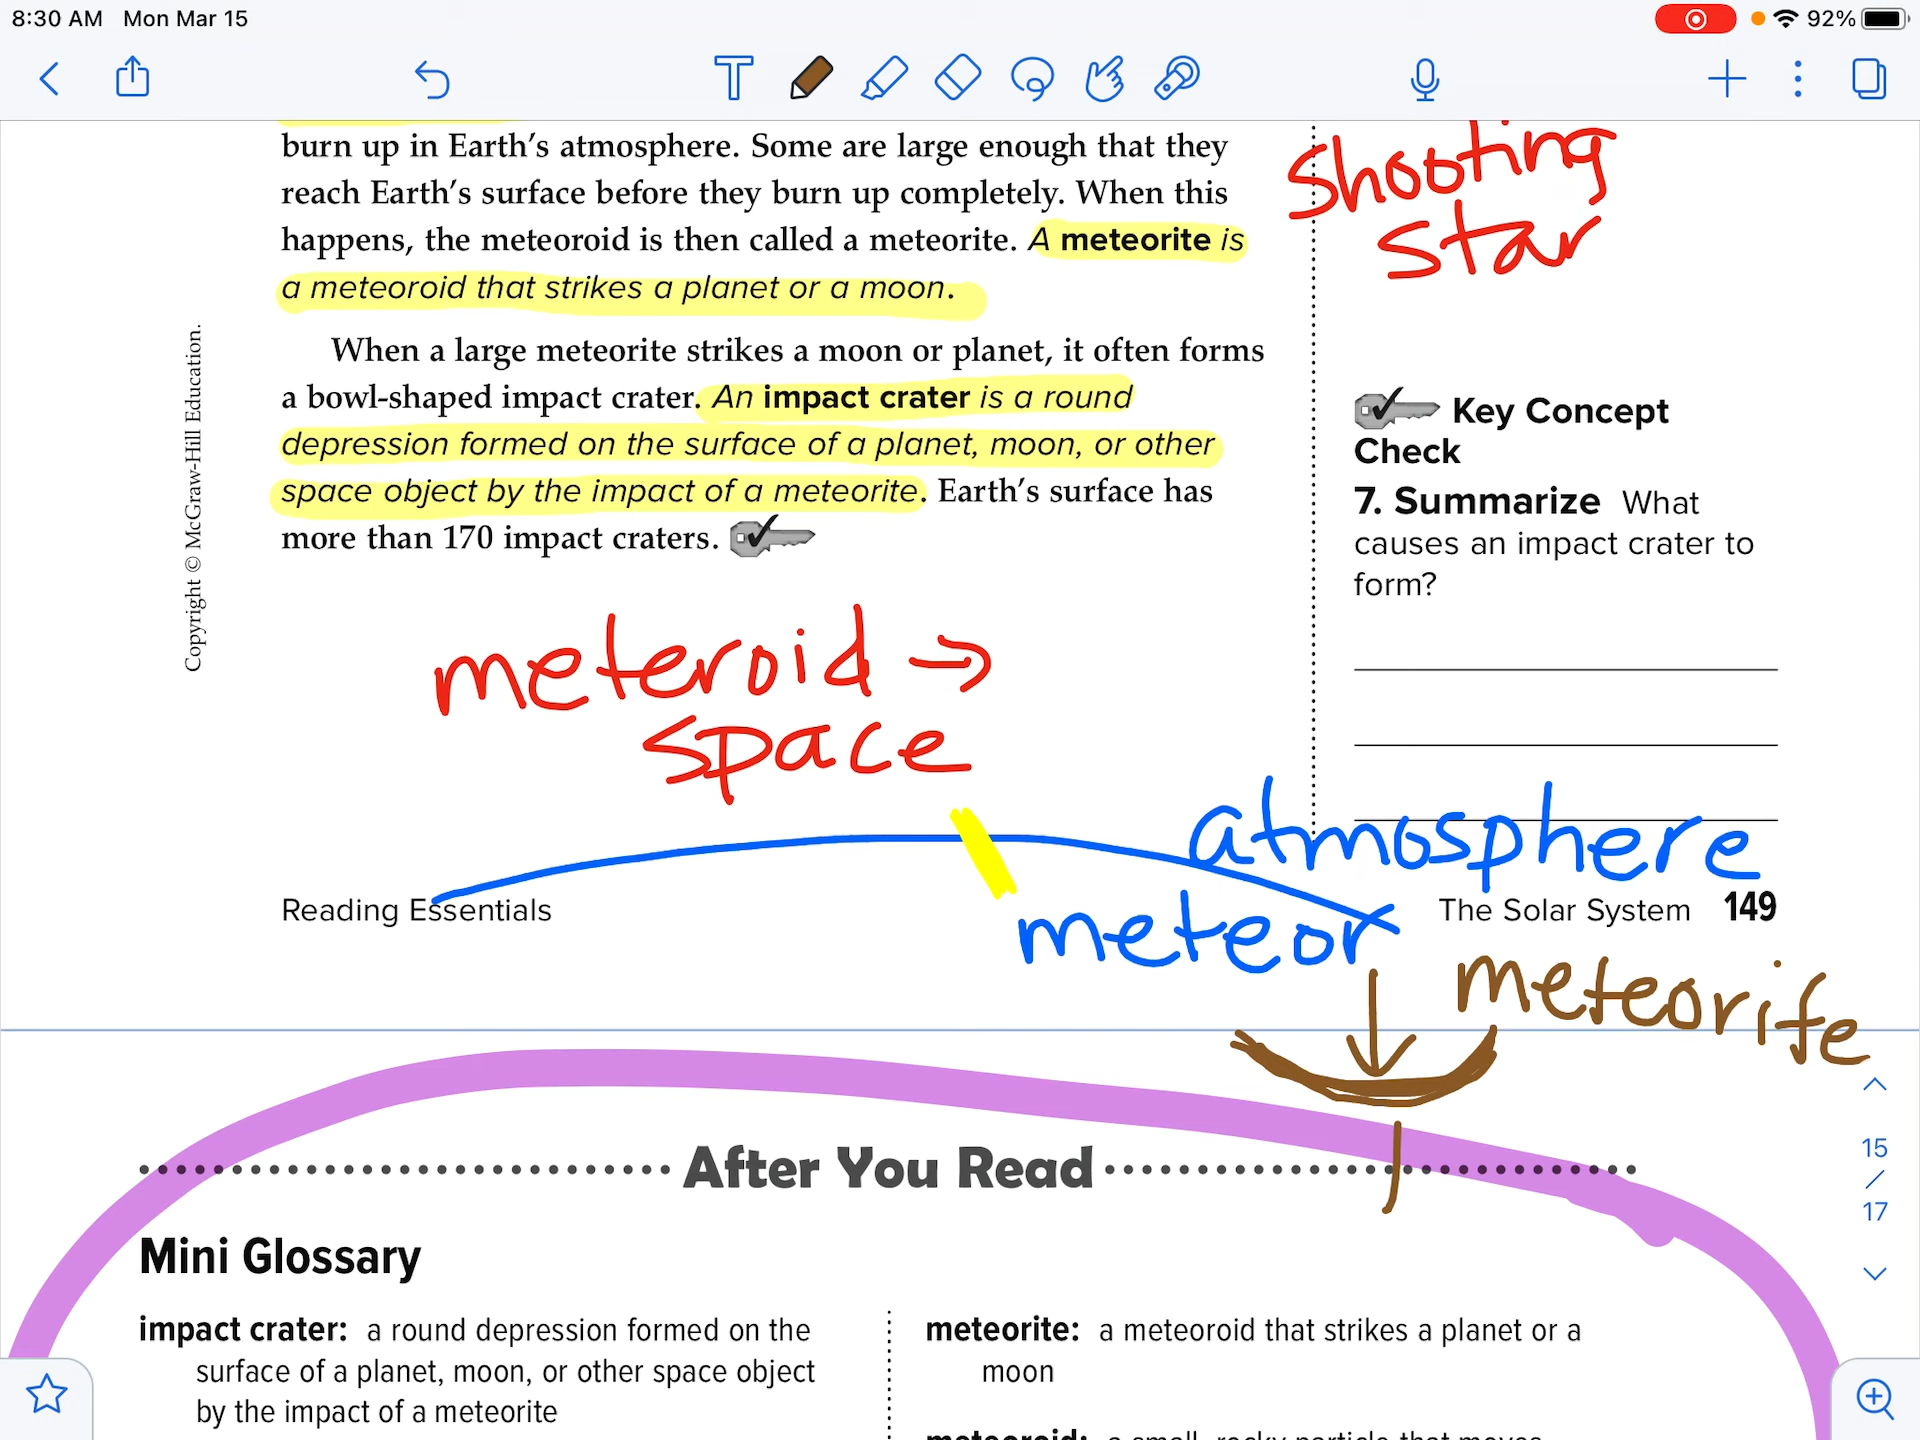 8:30 AM Mon Mar 15
92%
burn up in Earth's atmosphere. Some are large enough that they
reach Earth's surface before they burn up completely. When this
happens, the meteoroid is then called a meteorite. A meteorite is
a meteoroid that strikes a planet or a moon.
When a large meteorite strikes a moon or planet, it often forms
a bowl-shaped impact crater. An impact crater is a round
depression formed on the surface of a planet, moon, or other
space object by the impact of a meteorite. Earth's surface has
more than 170 impact craters.
Copyright © McGraw-Hill Education.
shooting
star
Key Concept
Check
7. Summarize What
causes an impact crater to
form?
meteroid →
space
atmosphere
meteor
meteorite
Reading Essentials
The Solar System 149
After You Read
Mini Glossary
impact crater: a round depression formed on the
surface of a planet, moon, or other space object
by the impact of a meteorite
meteorite: a meteoroid that strikes a planet or a
moon
meteoroid: a small, rocky particle that moves
15
/
17